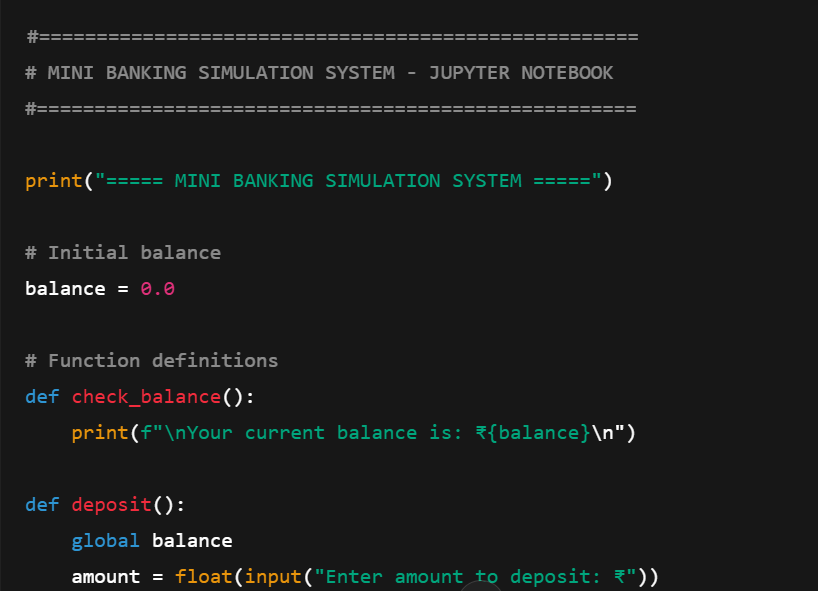 #====================================================
# MINI BANKING SIMULATION SYSTEM - JUPYTER NOTEBOOK
#====================================================
print("===== MINI BANKING SIMULATION SYSTEM =====")
# Initial balance
balance = 0.0
# Function definitions
def check_balance():
    print(f"\nYour current balance is: ₹{balance}\n")
def deposit():
    global balance
    amount = float(input("Enter amount to deposit: ₹"))